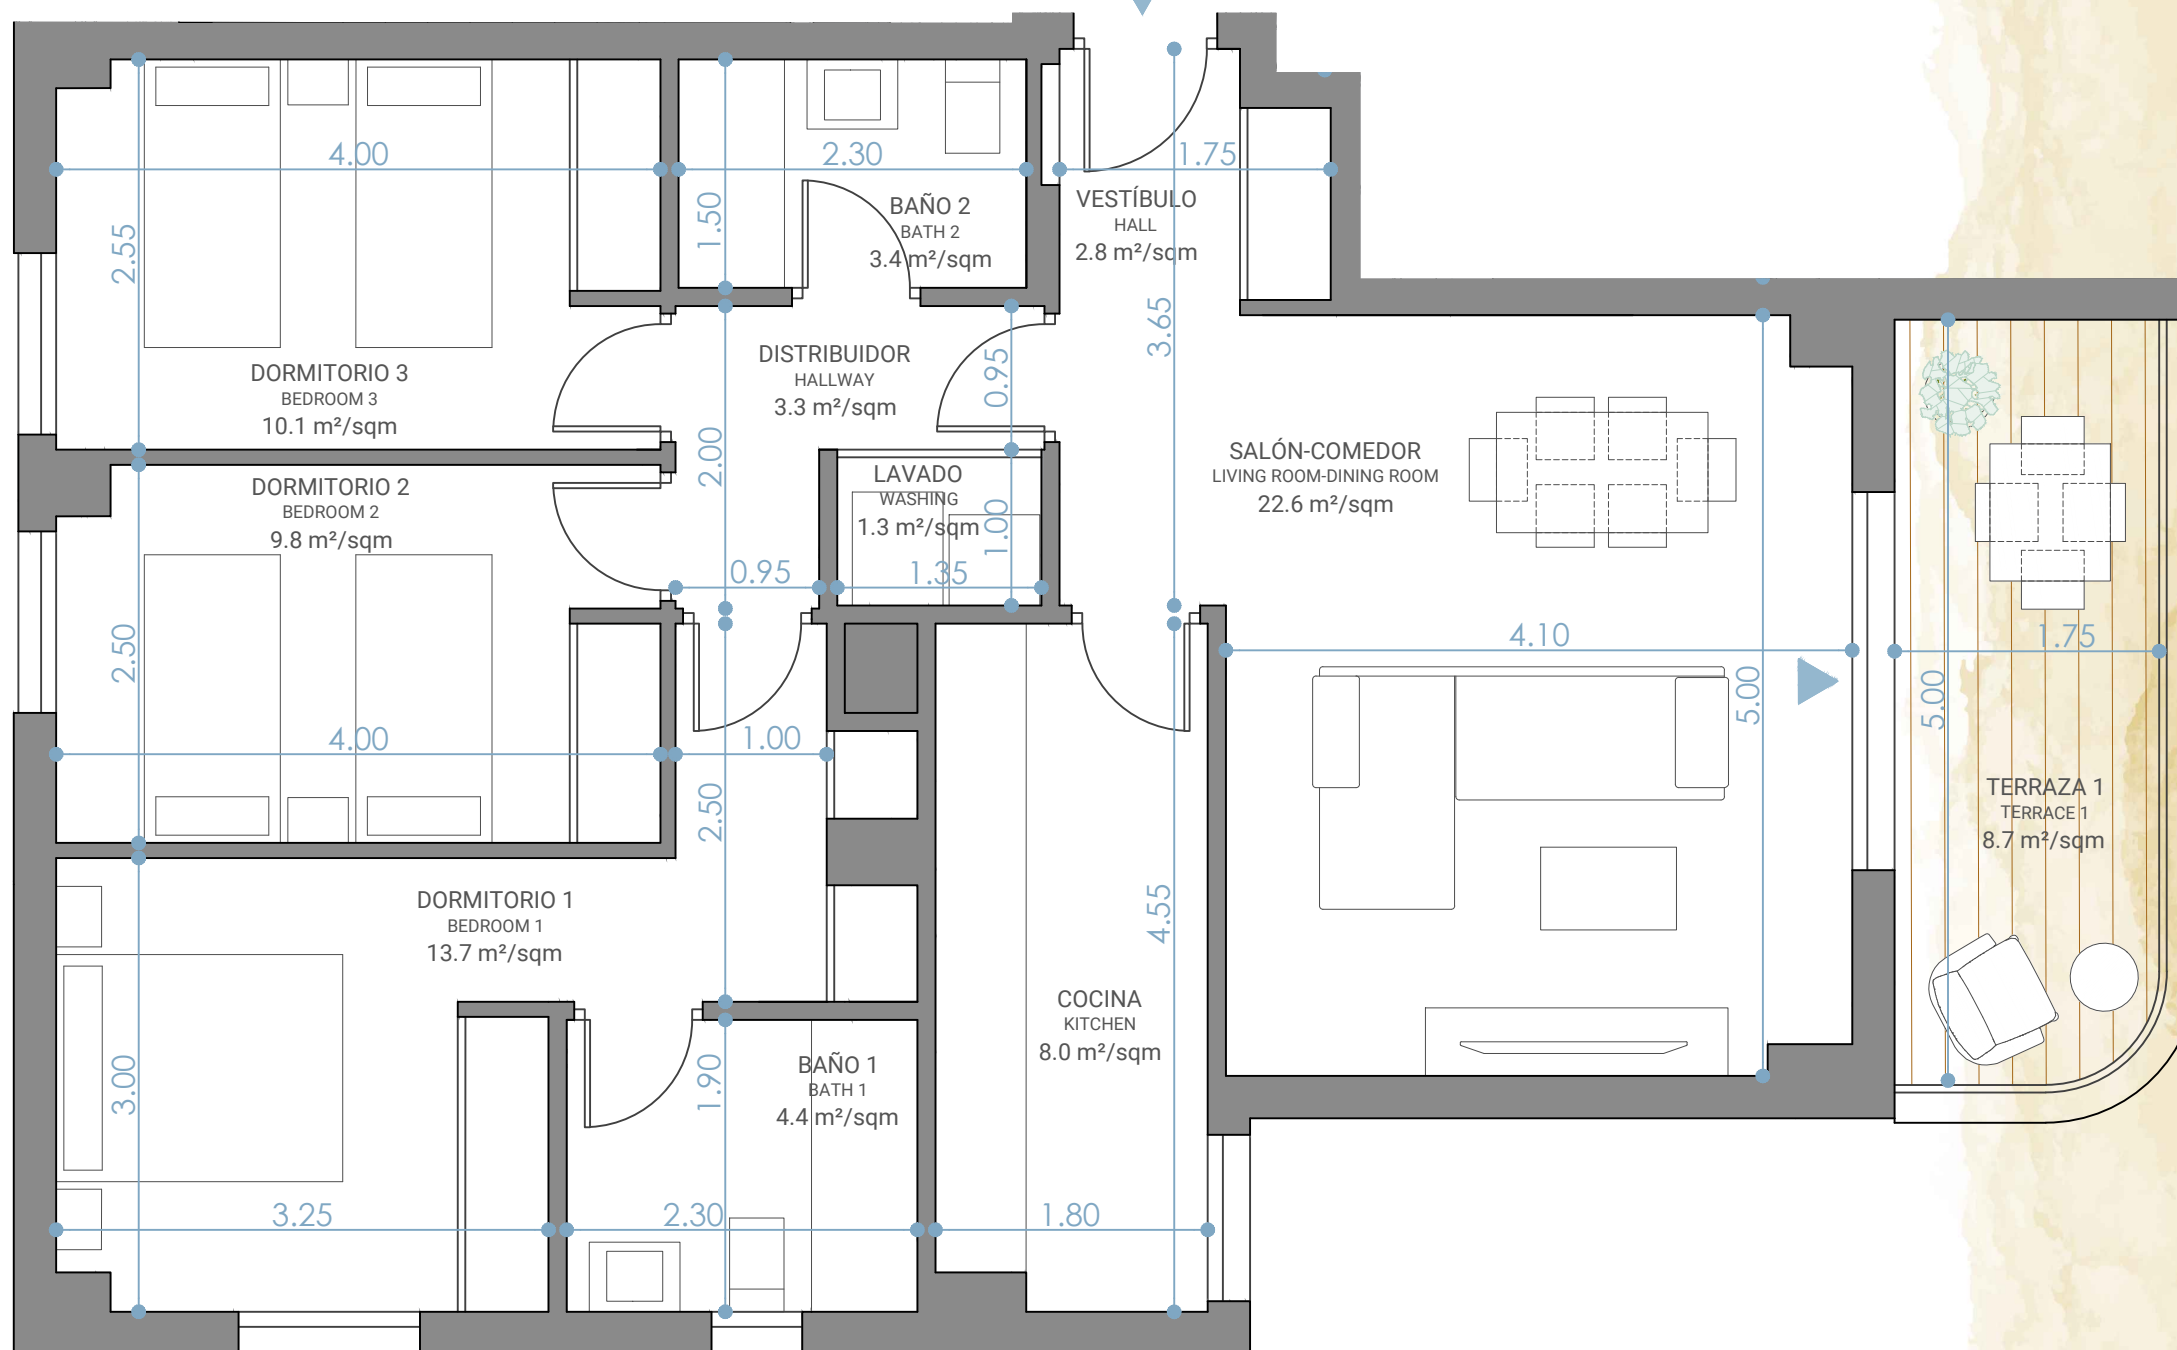 4.00
2.30
1.75
2.55
1.50
BAÑO 2
BATH 2
3.4 m²/sqm
VESTÍBULO
HALL
2.8 m²/sqm
3.65
DORMITORIO 3
BEDROOM 3
10.1 m²/sqm
DISTRIBUIDOR
HALLWAY
3.3 m²/sqm
0.95
2.00
DORMITORIO 2
BEDROOM 2
9.8 m²/sqm
LAVADO
WASHING
1.3 m²/sqm
1.00
SALÓN-COMEDOR
LIVING ROOM-DINING ROOM
22.6 m²/sqm
0.95
1.35
2.50
4.10
1.75
5.00
5.00
4.00
1.00
2.50
TERRAZA 1
TERRACE 1
8.7 m²/sqm
DORMITORIO 1
BEDROOM 1
13.7 m²/sqm
4.55
COCINA
KITCHEN
8.0 m²/sqm
3.00
1.90
BAÑO 1
BATH 1
4.4 m²/sqm
3.25
2.30
1.80